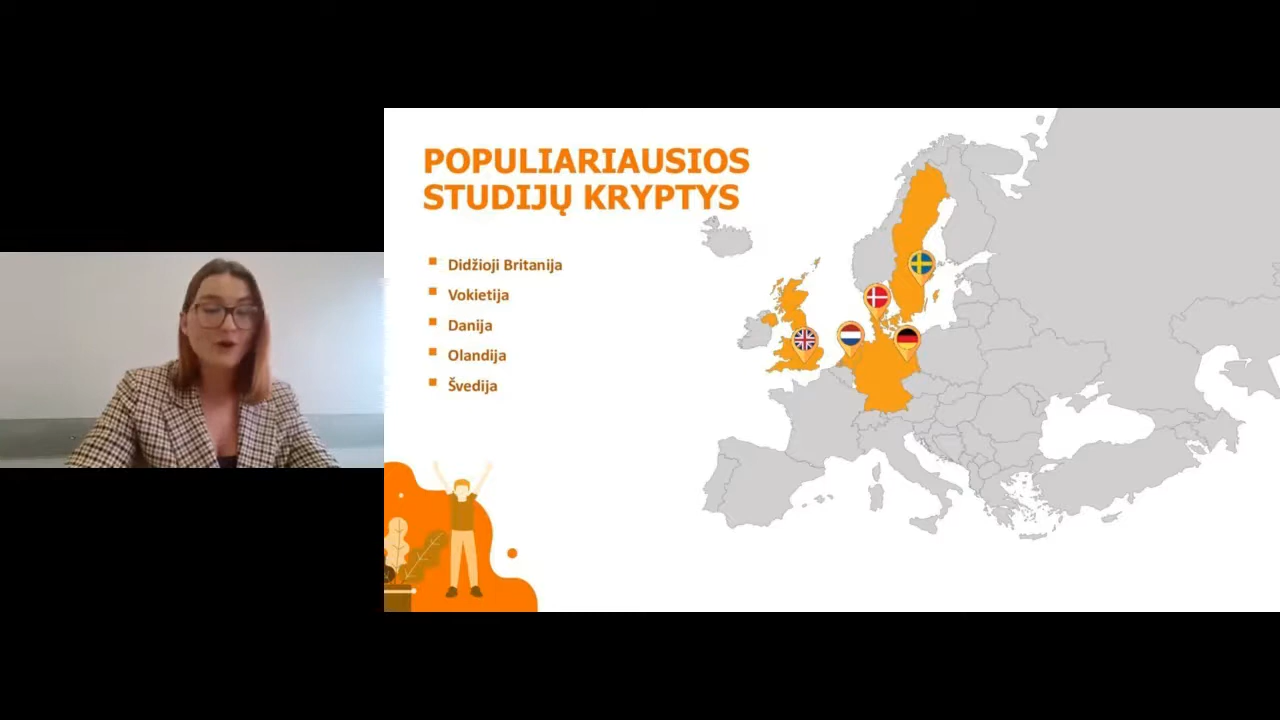 POPULIARIAUSIOS
STUDIJŲ KRYPTYS
Didžioji Britanija
Vokietija
Danija
Olandija
Švedija